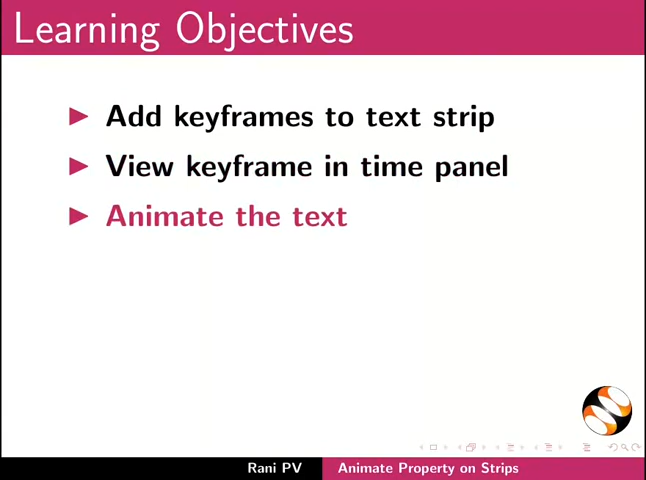 Learning Objectives
Add keyframes to text strip
View keyframe in time panel
Animate the text
Rani PV Animate Property on Strips